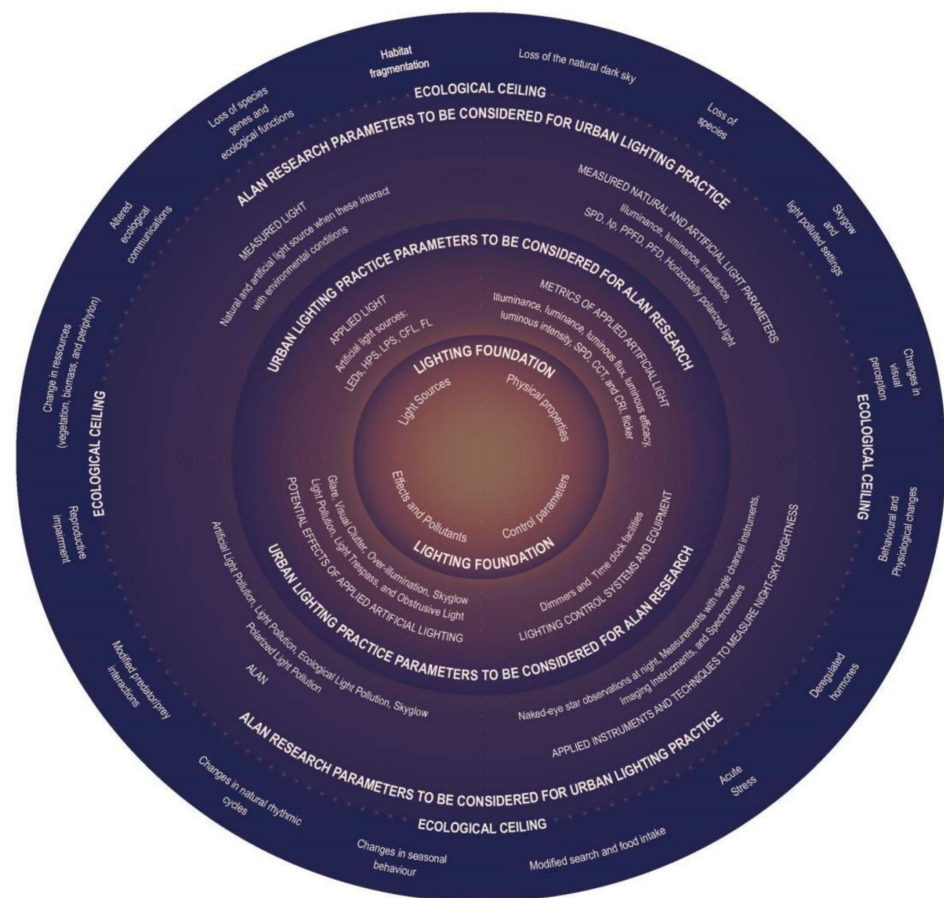 Habitat
fragmentation
Loss of the natural dark sky
Loss of
species
Skygow
and
light polluted settings
Changes in
visual
perception
Behavioural and
Physiological changes
Deregulated
hormones
Acute
Stress
Modified search and food intake
Changes in seasonal
behaviour
Changes in natural rhythmic
cycles
Modified predator/prey
interactions
Reproductive
impairment
Change in ressources
(vegetation, biomass, and periphyton)
Altered
ecological
communications
Loss of species
genes and
ecological functions
ECOLOGICAL CEILING
ECOLOGICAL CEILING
ECOLOGICAL CEILING
ECOLOGICAL CEILING
ALAN RESEARCH PARAMETERS TO BE CONSIDERED FOR URBAN LIGHTING PRACTICE
MEASURED LIGHT
Natural and artificial light source when these interact
with environmental conditions
MEASURED NATURAL AND ARTIFICIAL LIGHT PARAMETERS
Illuminance, luminance, irradiance,
SPD, λp, PPFD, PFD, Horizontally polarized light
URBAN LIGHTING PRACTICE PARAMETERS TO BE CONSIDERED FOR ALAN RESEARCH
APPLIED LIGHT
Artificial light sources:
LEDs, HPS, LPS, CFL, FL
METRICS OF APPLIED ARTIFICIAL LIGHT
Illuminance, luminance, luminous flux, luminous efficacy,
luminous intensity, SPD, CCT and CRI, flicker
LIGHTING FOUNDATION
Light Sources
Physical properties
Effects and Pollutants
Control parameters
LIGHTING FOUNDATION
Glare, Visual Cluster, Over-illumination, Skyglow
Light Pollution, Light Trespass, and Obstrusive Light
POTENTIAL EFFECTS OF APPLIED ARTIFICIAL LIGHTING
Dimmers and Time clock facilities
LIGHTING CONTROL SYSTEMS AND EQUIPMENT
URBAN LIGHTING PRACTICE PARAMETERS TO BE CONSIDERED FOR ALAN RESEARCH
Artificial Light Pollution, Light Pollution, Ecological Light Pollution, Skyglow
Polarized Light Pollution
ALAN
Naked-eye star observations at night, Measurements with single channel instruments,
Imaging Instruments, and Spectrometers
APPLIED INSTRUMENTS AND TECHNIQUES TO MEASURE NIGHT-SKY BRIGHTNESS
ALAN RESEARCH PARAMETERS TO BE CONSIDERED FOR URBAN LIGHTING PRACTICE